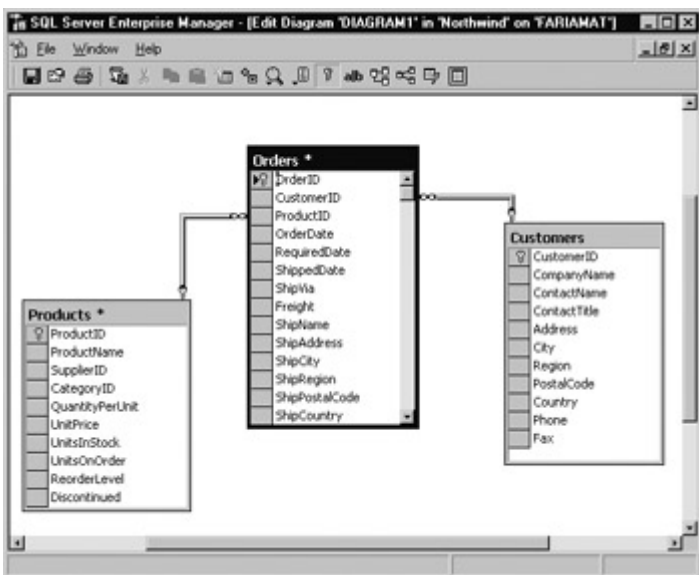 SQL Server Enterprise Manager - [Edit Diagram 'DIAGRAM1' in 'Northwind' on 'FARIAMAT']
File Window Help
Orders *
OrderID
CustomerID
ProductID
OrderDate
RequiredDate
ShippedDate
ShipVia
Freight
ShipName
ShipAddress
ShipCity
ShipRegion
ShipPostalCode
ShipCountry
Customers
CustomerID
CompanyName
ContactName
ContactTitle
Address
City
Region
PostalCode
Country
Phone
Fax
Products *
ProductID
ProductName
SupplierID
CategoryID
QuantityPerUnit
UnitPrice
UnitsInStock
UnitsOnOrder
ReorderLevel
Discontinued